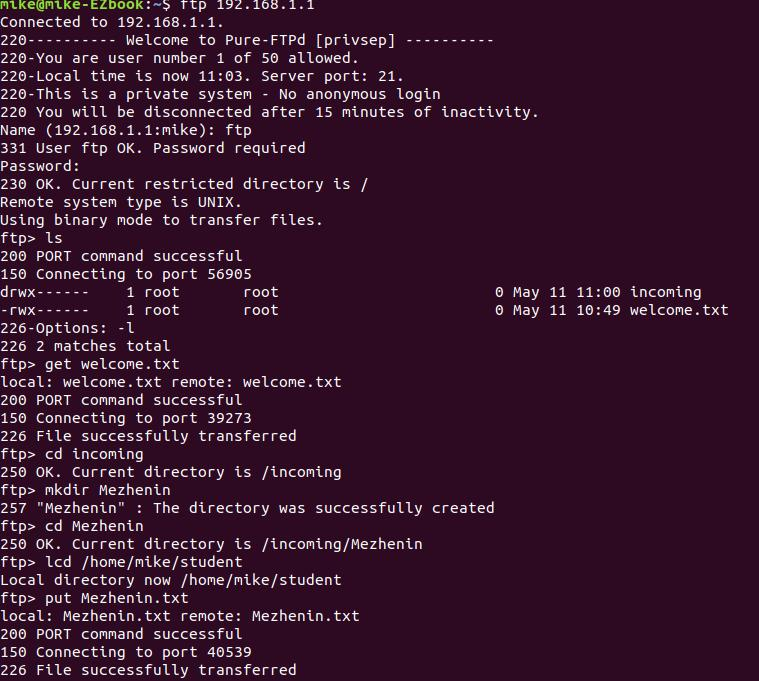 mike@mike-EZbook:~$ ftp 192.168.1.1
Connected to 192.168.1.1.
220---------- Welcome to Pure-FTPd [privsep] ----------
220-You are user number 1 of 50 allowed.
220-Local time is now 11:03. Server port: 21.
220-This is a private system - No anonymous login
220 You will be disconnected after 15 minutes of inactivity.
Name (192.168.1.1:mike): ftp
331 User ftp OK. Password required
Password:
230 OK. Current restricted directory is /
Remote system type is UNIX.
Using binary mode to transfer files.
ftp> ls
200 PORT command successful
150 Connecting to port 56905
drwx------    1 root       root                        0 May 11 11:00 incoming
-rwx------    1 root       root                        0 May 11 10:49 welcome.txt
226-Options: -l
226 2 matches total
ftp> get welcome.txt
local: welcome.txt remote: welcome.txt
200 PORT command successful
150 Connecting to port 39273
226 File successfully transferred
ftp> cd incoming
250 OK. Current directory is /incoming
ftp> mkdir Mezhenin
257 "Mezhenin" : The directory was successfully created
ftp> cd Mezhenin
250 OK. Current directory is /incoming/Mezhenin
ftp> lcd /home/mike/student
Local directory now /home/mike/student
ftp> put Mezhenin.txt
local: Mezhenin.txt remote: Mezhenin.txt
200 PORT command successful
150 Connecting to port 40539
226 File successfully transferred